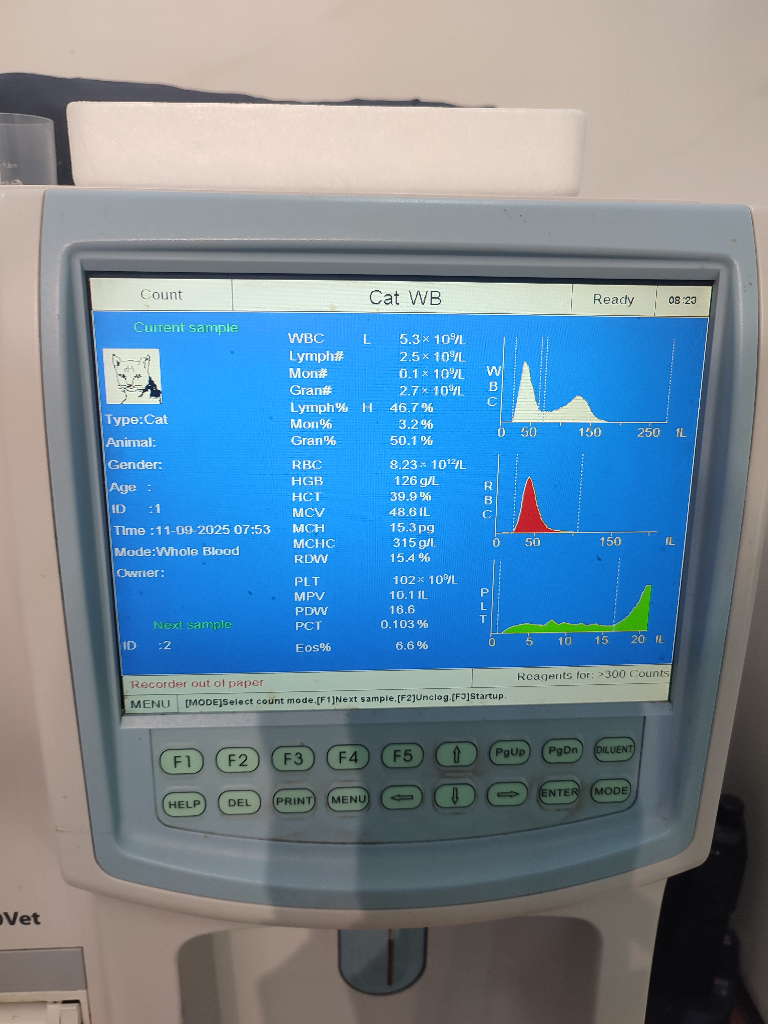 Count Cat WB Ready 08:23
Current sample
Type:Cat
Animal:
Gender:
Age :
ID :1
Time :11-09-2025 07:53
Mode:Whole Blood
Owner:
Next sample
ID :2
WBC L 5.3 × 10⁹/L
Lymph# 2.5 × 10⁹/L
Mon# 0.1 × 10⁹/L
Gran# 2.7 × 10⁹/L
Lymph% H 46.7 %
Mon% 3.2 %
Gran% 50.1 %
RBC 8.23 × 10¹²/L
HGB 126 g/L
HCT 39.9 %
MCV 48.6 fL
MCH 15.3 pg
MCHC 315 g/L
RDW 15.4 %
PLT 102 × 10⁹/L
MPV 10.1 fL
PDW 16.6
PCT 0.103 %
Eos% 6.6 %
WBC
0 50 150 250 fL
RBC
0 50 150 fL
PLT
0 5 10 15 20 fL
Recorder out of paper Reagents for: >300 Counts
MENU [MODE]Select count mode,[F1]Next sample,[F2]Unclog,[F3]Startup.
F1 F2 F3 F4 F5 ⇧ PgUp PgDn DILUENT
HELP DEL PRINT MENU ⇦ ⇩ ⇨ ENTER MODE
Vet